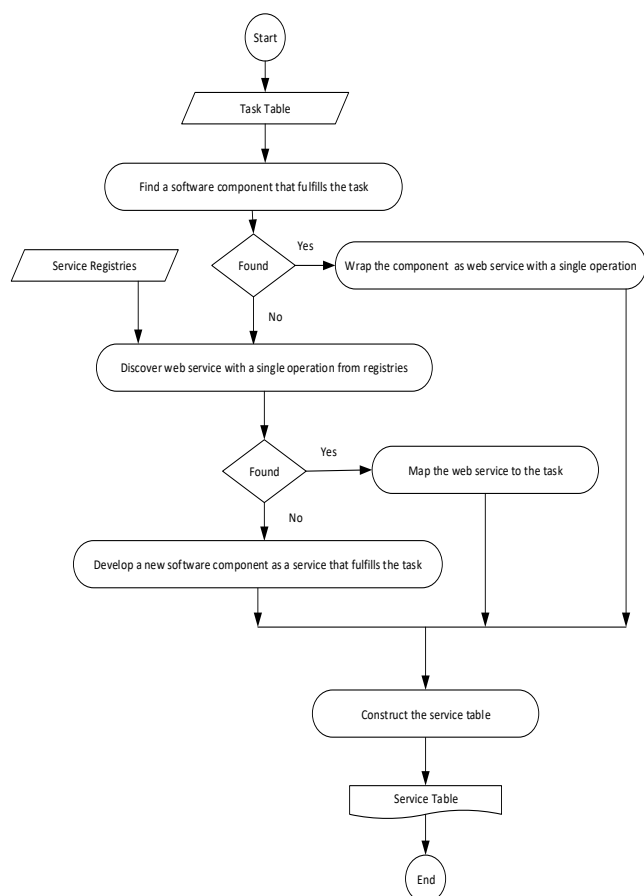 Start
Task Table
Find a software component that fulfills the task
Yes
Service Registries
Found
Wrap the component as web service with a single operation
No
Discover web service with a single operation from registries
Yes
Found
Map the web service to the task
No
Develop a new software component as a service that fulfills the task
Construct the service table
Service Table
End